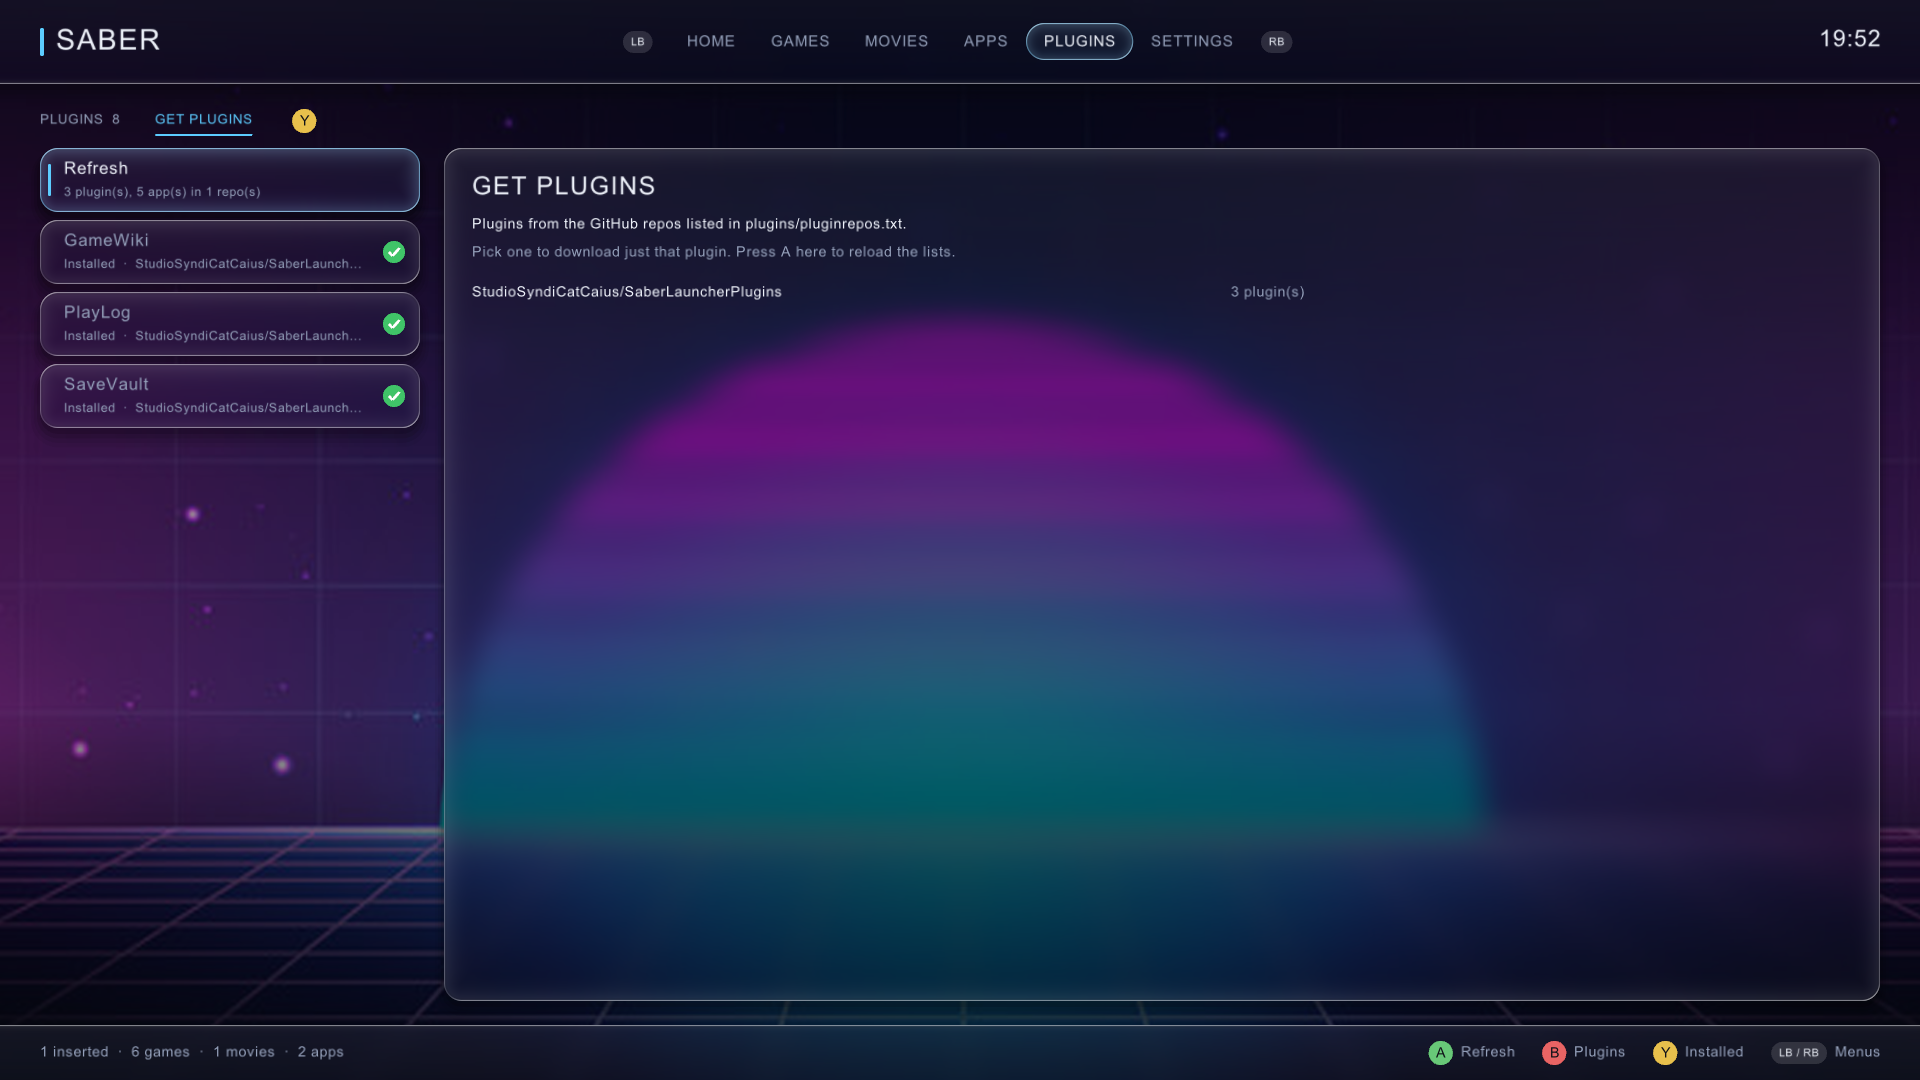 SABER
LB HOME GAMES MOVIES APPS PLUGINS SETTINGS RB
19:52
PLUGINS 8 GET PLUGINS Y
Refresh
3 plugin(s), 5 app(s) in 1 repo(s)
GameWiki
Installed · StudioSyndiCatCaius/SaberLaunch...
PlayLog
Installed · StudioSyndiCatCaius/SaberLaunch...
SaveVault
Installed · StudioSyndiCatCaius/SaberLaunch...
GET PLUGINS
Plugins from the GitHub repos listed in plugins/pluginrepos.txt.
Pick one to download just that plugin. Press A here to reload the lists.
StudioSyndiCatCaius/SaberLauncherPlugins 3 plugin(s)
1 inserted · 6 games · 1 movies · 2 apps
A Refresh B Plugins Y Installed LB / RB Menus